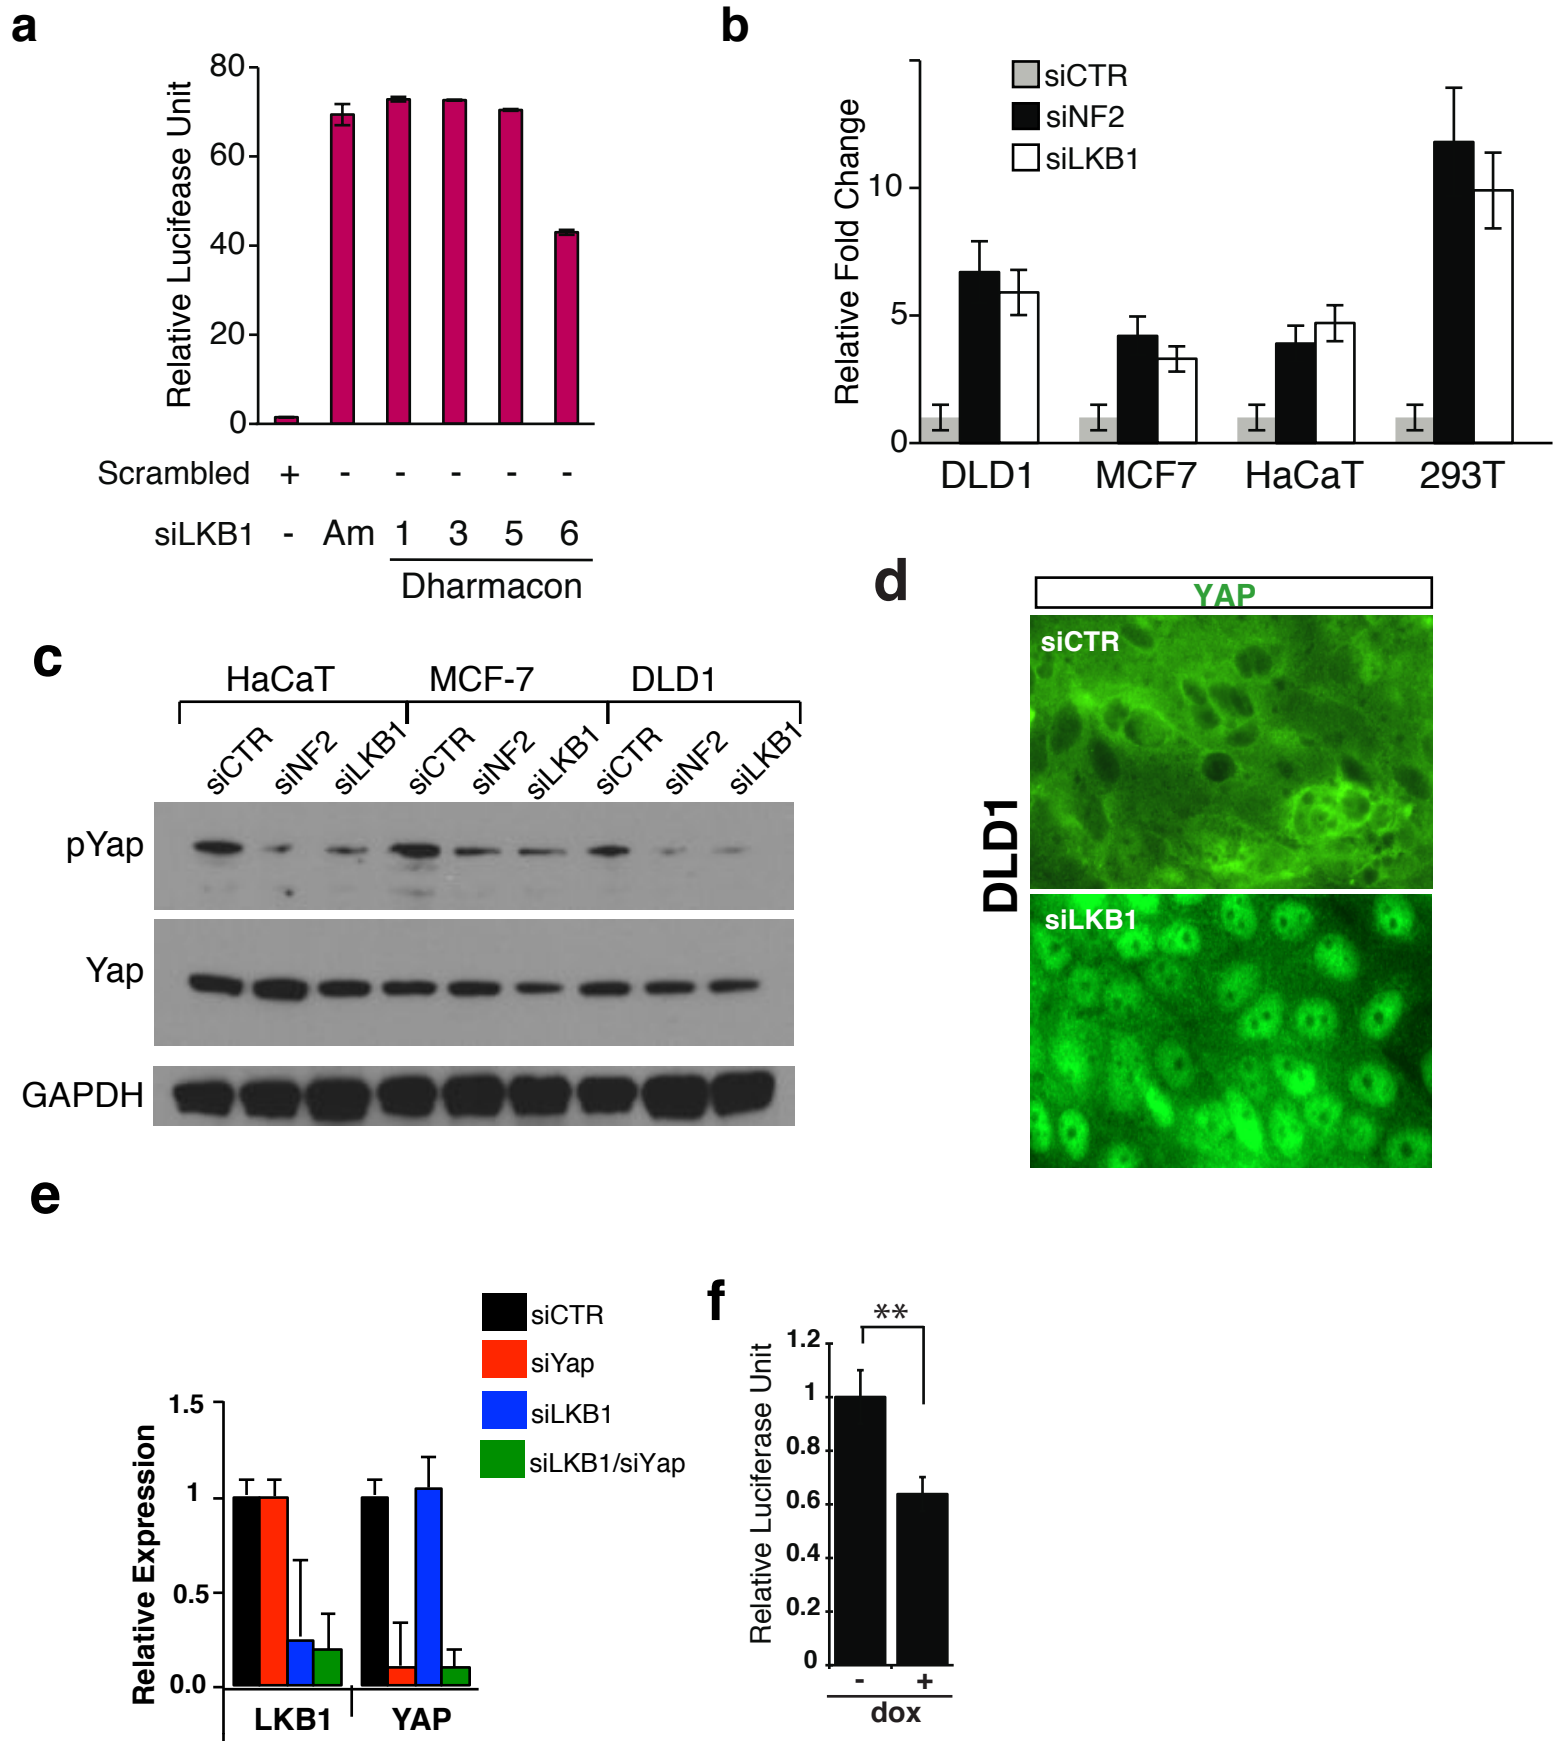 a
80
60
40
20
0
Relative Lucifease Unit
Scrambled + - - - - -
siLKB1 - Am 1 3 5 6
Dharmacon
b
siCTR
siNF2
siLKB1
10
5
0
Relative Fold Change
DLD1 MCF7 HaCaT 293T
c
HaCaT MCF-7 DLD1
siCTR siNF2 siLKB1 siCTR siNF2 siLKB1 siCTR siNF2 siLKB1
pYap
Yap
GAPDH
d
YAP
siCTR
siLKB1
DLD1
e
siCTR
siYap
siLKB1
siLKB1/siYap
1.5
1
0.5
0.0
Relative Expression
LKB1 YAP
f
**
1.2
1
0.8
0.6
0.4
0.2
0
Relative Luciferase Unit
- +
dox